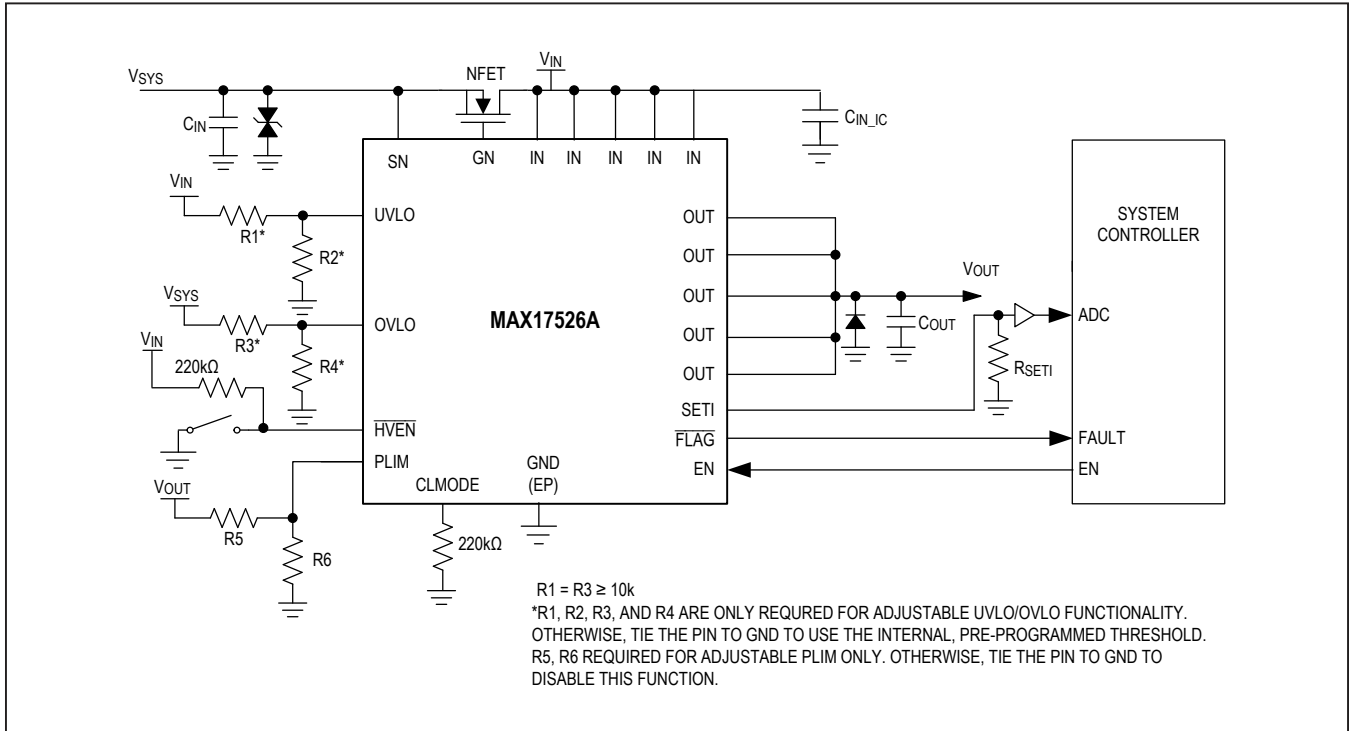 VSYS
NFET
VIN
CIN
CIN_IC
SN
GN
IN
IN
IN
IN
IN
VIN
R1*
R2*
UVLO
VSYS
R3*
R4*
OVLO
VIN
220kΩ
HVEN
PLIM
VOUT
R5
R6
CLMODE
220kΩ
GND
(EP)
MAX17526A
OUT
OUT
OUT
OUT
OUT
SETI
FLAG
EN
VOUT
COUT
RSETI
SYSTEM
CONTROLLER
ADC
FAULT
EN
R1 = R3 ≥ 10k
*R1, R2, R3, AND R4 ARE ONLY REQURED FOR ADJUSTABLE UVLO/OVLO FUNCTIONALITY.
OTHERWISE, TIE THE PIN TO GND TO USE THE INTERNAL, PRE-PROGRAMMED THRESHOLD.
R5, R6 REQUIRED FOR ADJUSTABLE PLIM ONLY. OTHERWISE, TIE THE PIN TO GND TO
DISABLE THIS FUNCTION.